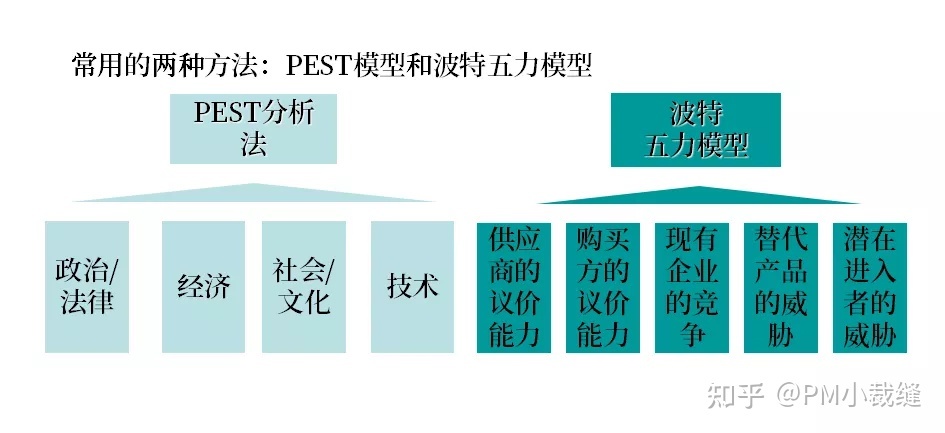 常用的两种方法：PEST模型和波特五力模型
PEST分析
法
波特
五力模型
政治/
法律
经济
社会/
文化
技术
供应
商的
议价
能力
购买
方的
议价
能力
现有
企业
的竞
争
替代
产品
的威
胁
潜在
进入
者的
威胁
知乎 @PM小裁缝